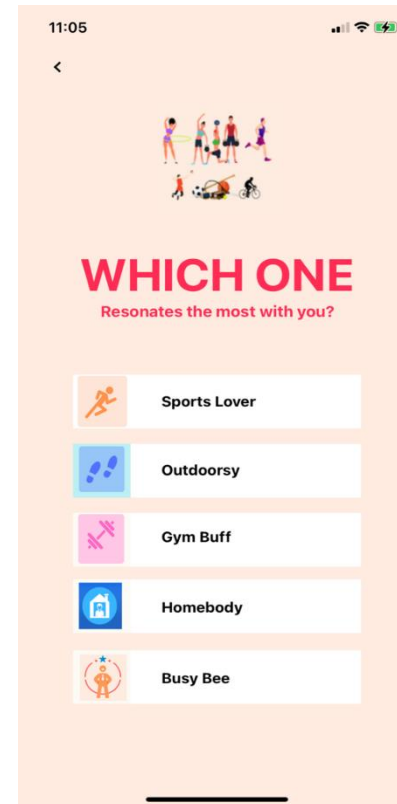 11:05
WHICH ONE
Resonates the most with you?
Sports Lover
Outdoorsy
Gym Buff
Homebody
Busy Bee